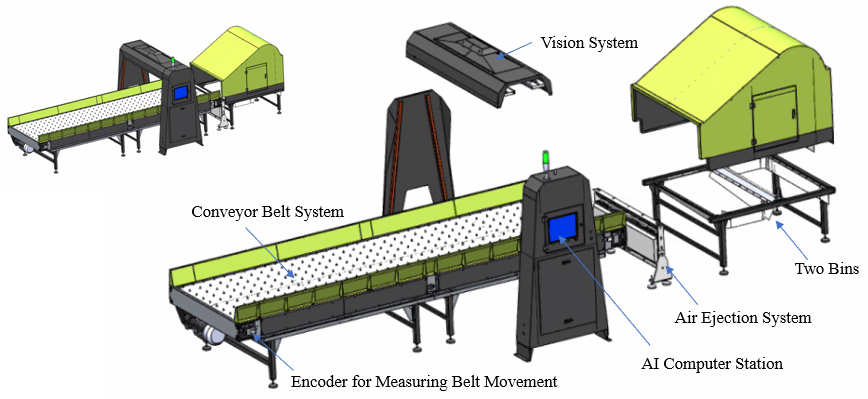 Vision System
Conveyor Belt System
Two Bins
Air Ejection System
AI Computer Station
Encoder for Measuring Belt Movement